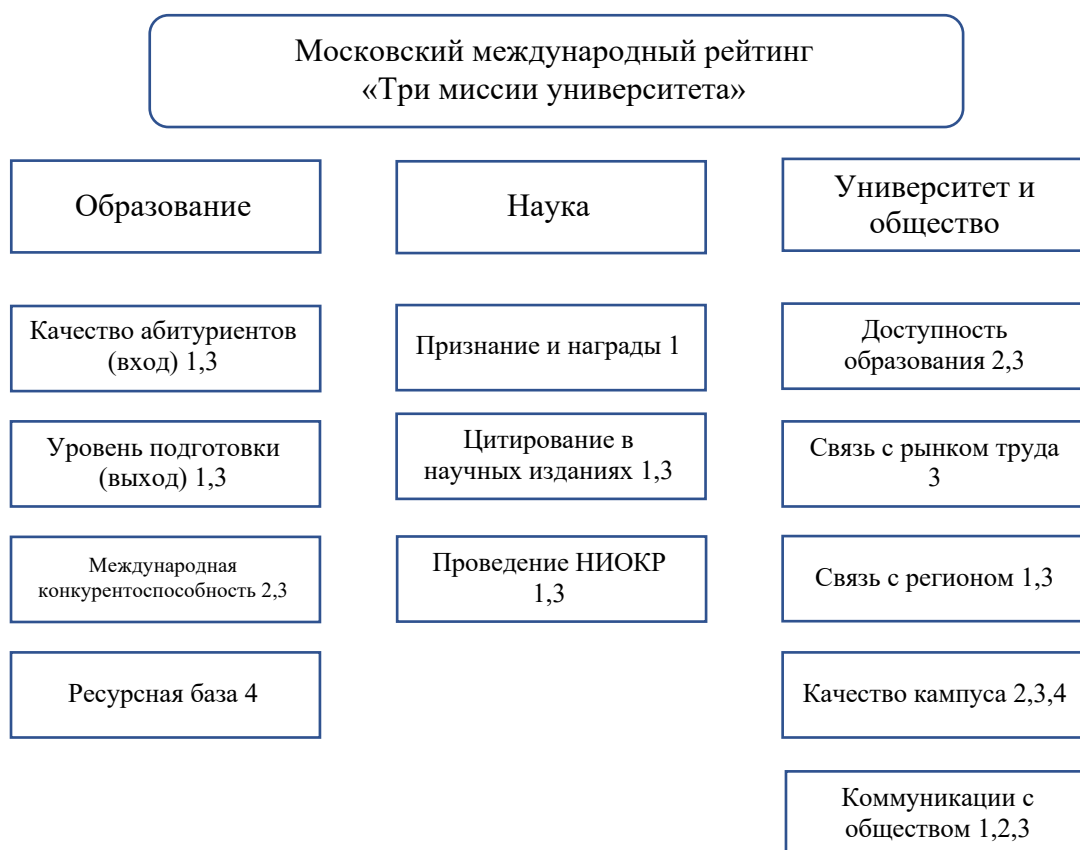 Московский международный рейтинг
«Три миссии университета»
Образование
Наука
Университет и
общество
Качество абитуриентов
(вход) 1,3
Признание и награды 1
Доступность
образования 2,3
Уровень подготовки
(выход) 1,3
Цитирование в
научных изданиях 1,3
Связь с рынком труда
3
Международная
конкурентоспособность 2,3
Проведение НИОКР
1,3
Связь с регионом 1,3
Ресурсная база 4
Качество кампуса 2,3,4
Коммуникации с
обществом 1,2,3